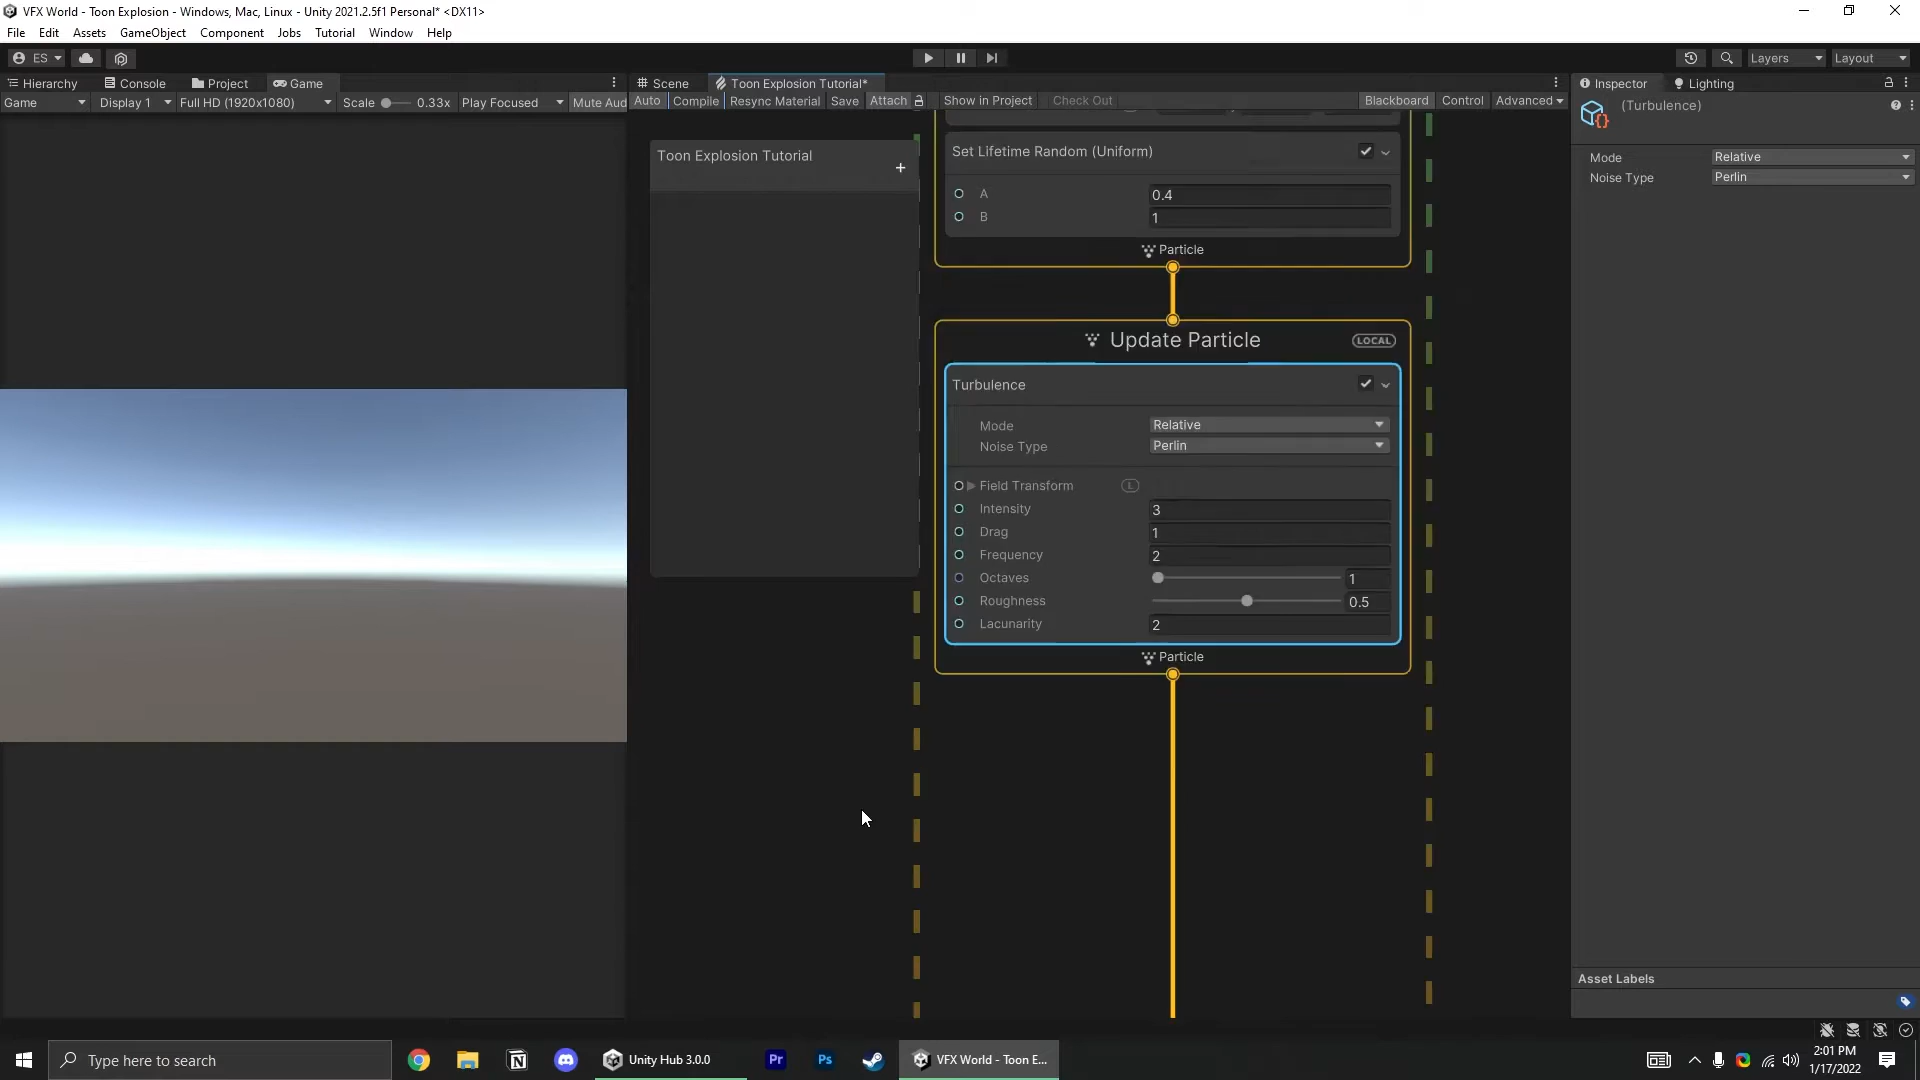 VFX World - Toon Explosion - Windows, Mac, Linux - Unity 2021.2.5f1 Personal* <DX11>
File Edit Assets GameObject Component Jobs Tutorial Window Help
ES Layers Layout
Hierarchy Console Project Game Scene Toon Explosion Tutorial* Inspector Lighting
Game Display 1 Full HD (1920x1080) Scale 0.33x Play Focused Mute Aud Auto Compile Resync Material Save Attach Show in Project Check Out Blackboard Control Advanced
(Turbulence)
Mode Relative
Noise Type Perlin
Toon Explosion Tutorial +
Set Lifetime Random (Uniform)
A 0.4
B 1
Particle
Update Particle LOCAL
Turbulence
Mode Relative
Noise Type Perlin
Field Transform L
Intensity 3
Drag 1
Frequency 2
Octaves 1
Roughness 0.5
Lacunarity 2
Particle
Asset Labels
Type here to search Unity Hub 3.0.0 Pr Ps VFX World - Toon E...
2:01 PM
1/17/2022